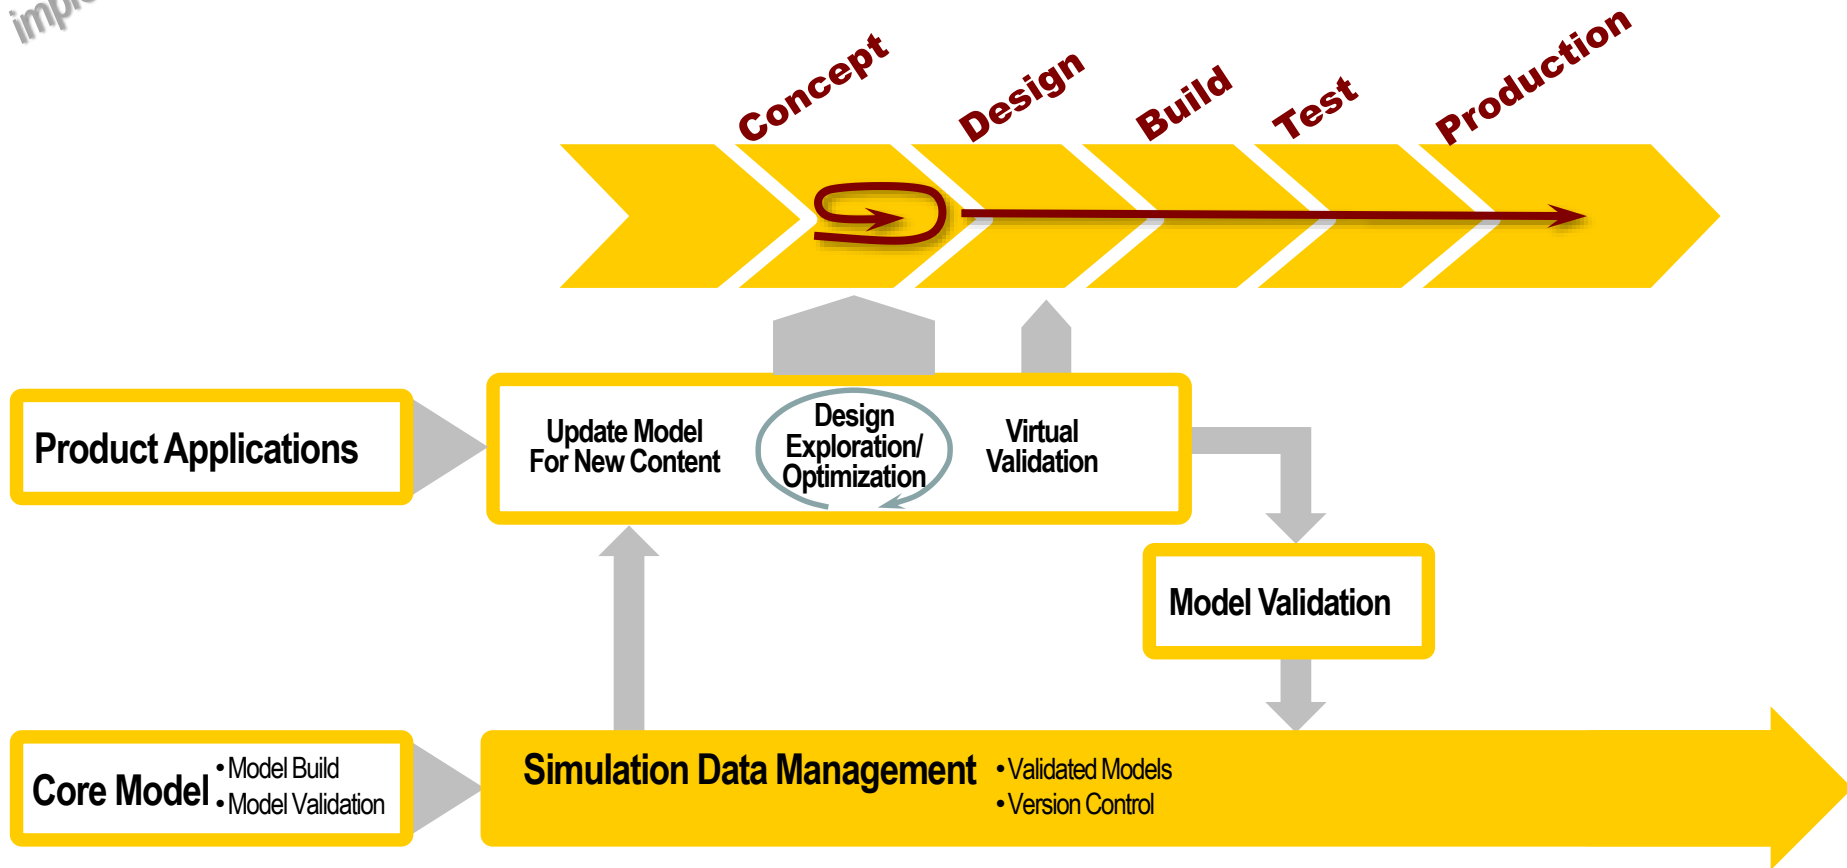 Concept
Design
Build
Test
Production
Product Applications
Update Model
For New Content
Design
Exploration/
Optimization
Virtual
Validation
Model Validation
Core Model
• Model Build
• Model Validation
Simulation Data Management
• Validated Models
• Version Control